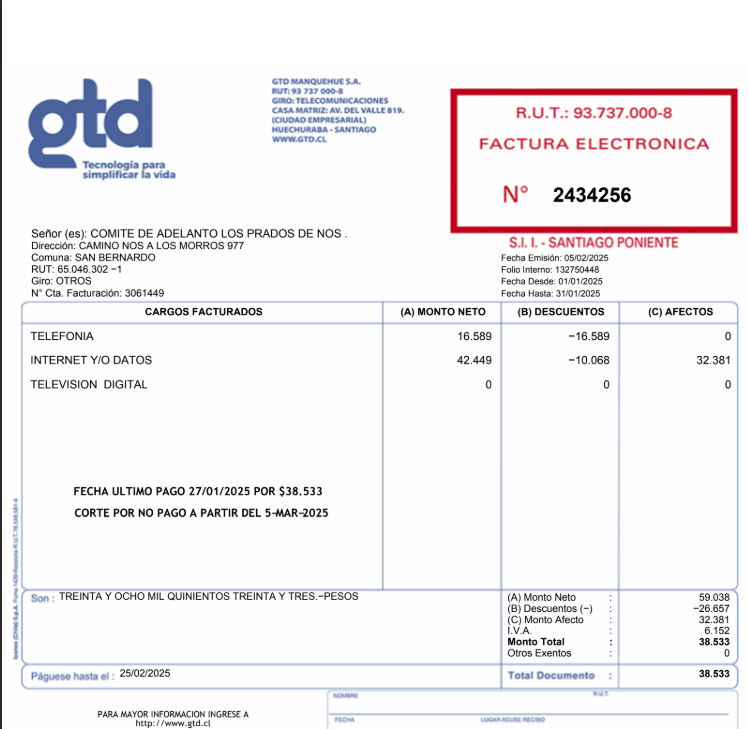 gtd
Tecnología para
simplificar la vida
GTD MANQUEHUE S.A.
RUT: 93 737 000-8
GIRO: TELECOMUNICACIONES
CASA MATRIZ: AV. DEL VALLE 819.
(CIUDAD EMPRESARIAL)
HUECHURABA - SANTIAGO
WWW.GTD.CL
R.U.T.: 93.737.000-8
FACTURA ELECTRONICA
N° 2434256
S.I.I. - SANTIAGO PONIENTE
Señor (es): COMITE DE ADELANTO LOS PRADOS DE NOS .
Dirección: CAMINO NOS A LOS MORROS 977
Comuna: SAN BERNARDO
RUT: 65.046.302 −1
Giro: OTROS
N° Cta. Facturación: 3061449
Fecha Emisión: 05/02/2025
Folio Interno: 132750448
Fecha Desde: 01/01/2025
Fecha Hasta: 31/01/2025
CARGOS FACTURADOS (A) MONTO NETO (B) DESCUENTOS (C) AFECTOS
TELEFONIA 16.589 −16.589 0
INTERNET Y/O DATOS 42.449 −10.068 32.381
TELEVISION DIGITAL 0 0 0
FECHA ULTIMO PAGO 27/01/2025 POR $38.533
CORTE POR NO PAGO A PARTIR DEL 5-MAR-2025
Son : TREINTA Y OCHO MIL QUINIENTOS TREINTA Y TRES.−PESOS
(A) Monto Neto : 59.038
(B) Descuentos (−) : −26.657
(C) Monto Afecto : 32.381
I.V.A. : 6.152
Monto Total : 38.533
Otros Exentos : 0
Páguese hasta el : 25/02/2025
Total Documento : 38.533
PARA MAYOR INFORMACION INGRESE A
http://www.gtd.cl
NOMBRE R.U.T.
FECHA LUGAR ACUSE RECIBO